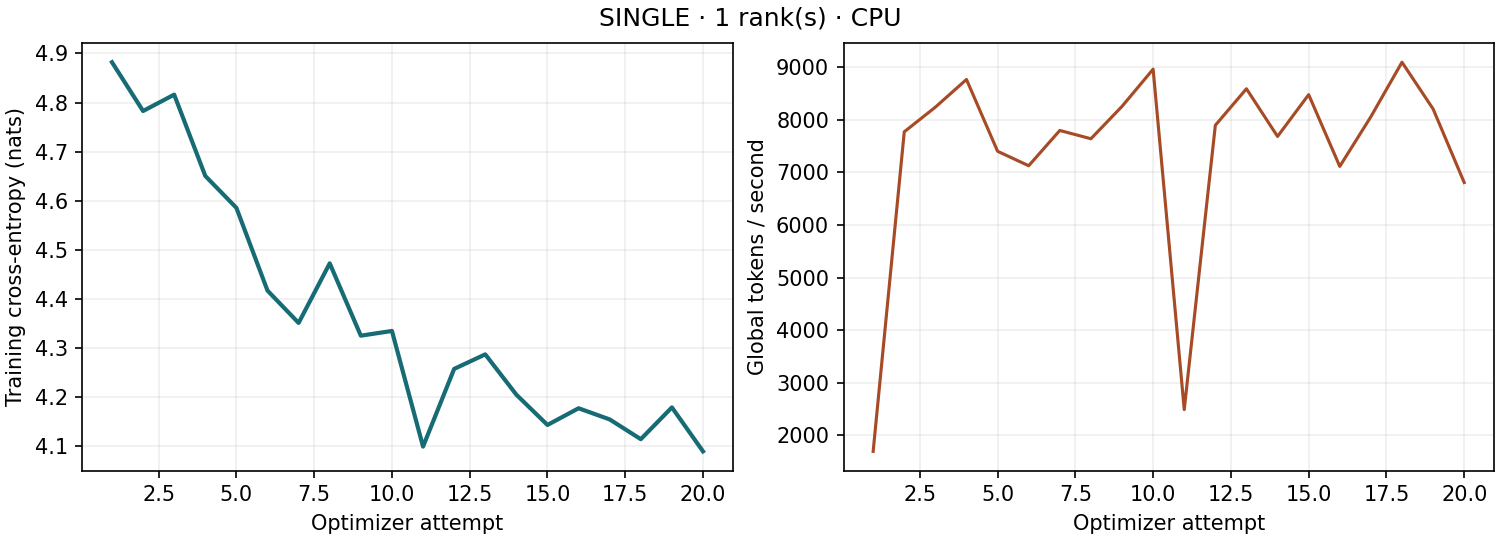 SINGLE · 1 rank(s) · CPU
Training cross-entropy (nats)
4.9
4.8
4.7
4.6
4.5
4.4
4.3
4.2
4.1
2.5 5.0 7.5 10.0 12.5 15.0 17.5 20.0
Optimizer attempt
Global tokens / second
9000
8000
7000
6000
5000
4000
3000
2000
2.5 5.0 7.5 10.0 12.5 15.0 17.5 20.0
Optimizer attempt